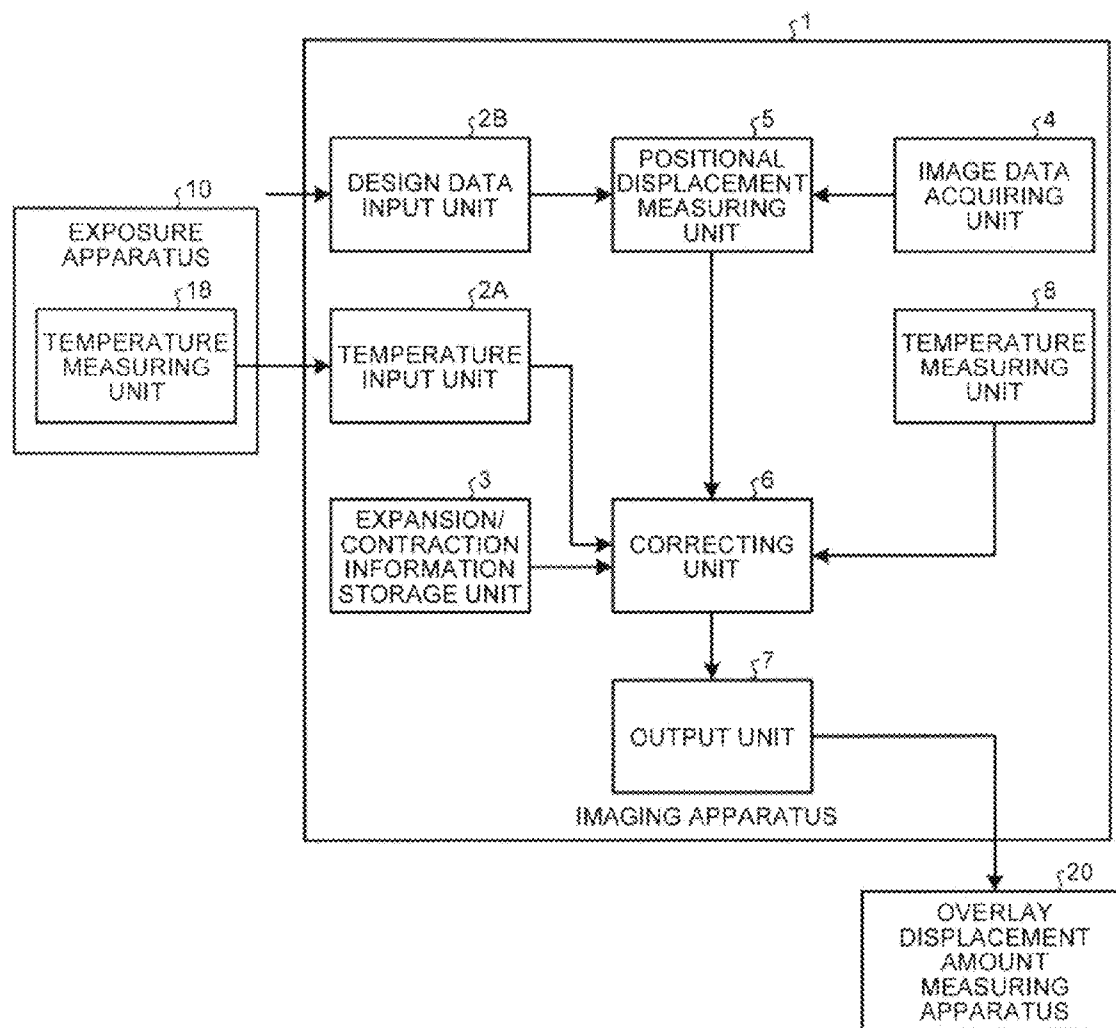 1
2B
DESIGN DATA
INPUT UNIT
5
POSITIONAL
DISPLACEMENT
MEASURING
UNIT
4
IMAGE DATA
ACQUIRING
UNIT
10
EXPOSURE
APPARATUS
18
TEMPERATURE
MEASURING
UNIT
2A
TEMPERATURE
INPUT UNIT
8
TEMPERATURE
MEASURING
UNIT
3
EXPANSION/
CONTRACTION
INFORMATION
STORAGE UNIT
6
CORRECTING
UNIT
7
OUTPUT UNIT
IMAGING APPARATUS
20
OVERLAY
DISPLACEMENT
AMOUNT
MEASURING
APPARATUS